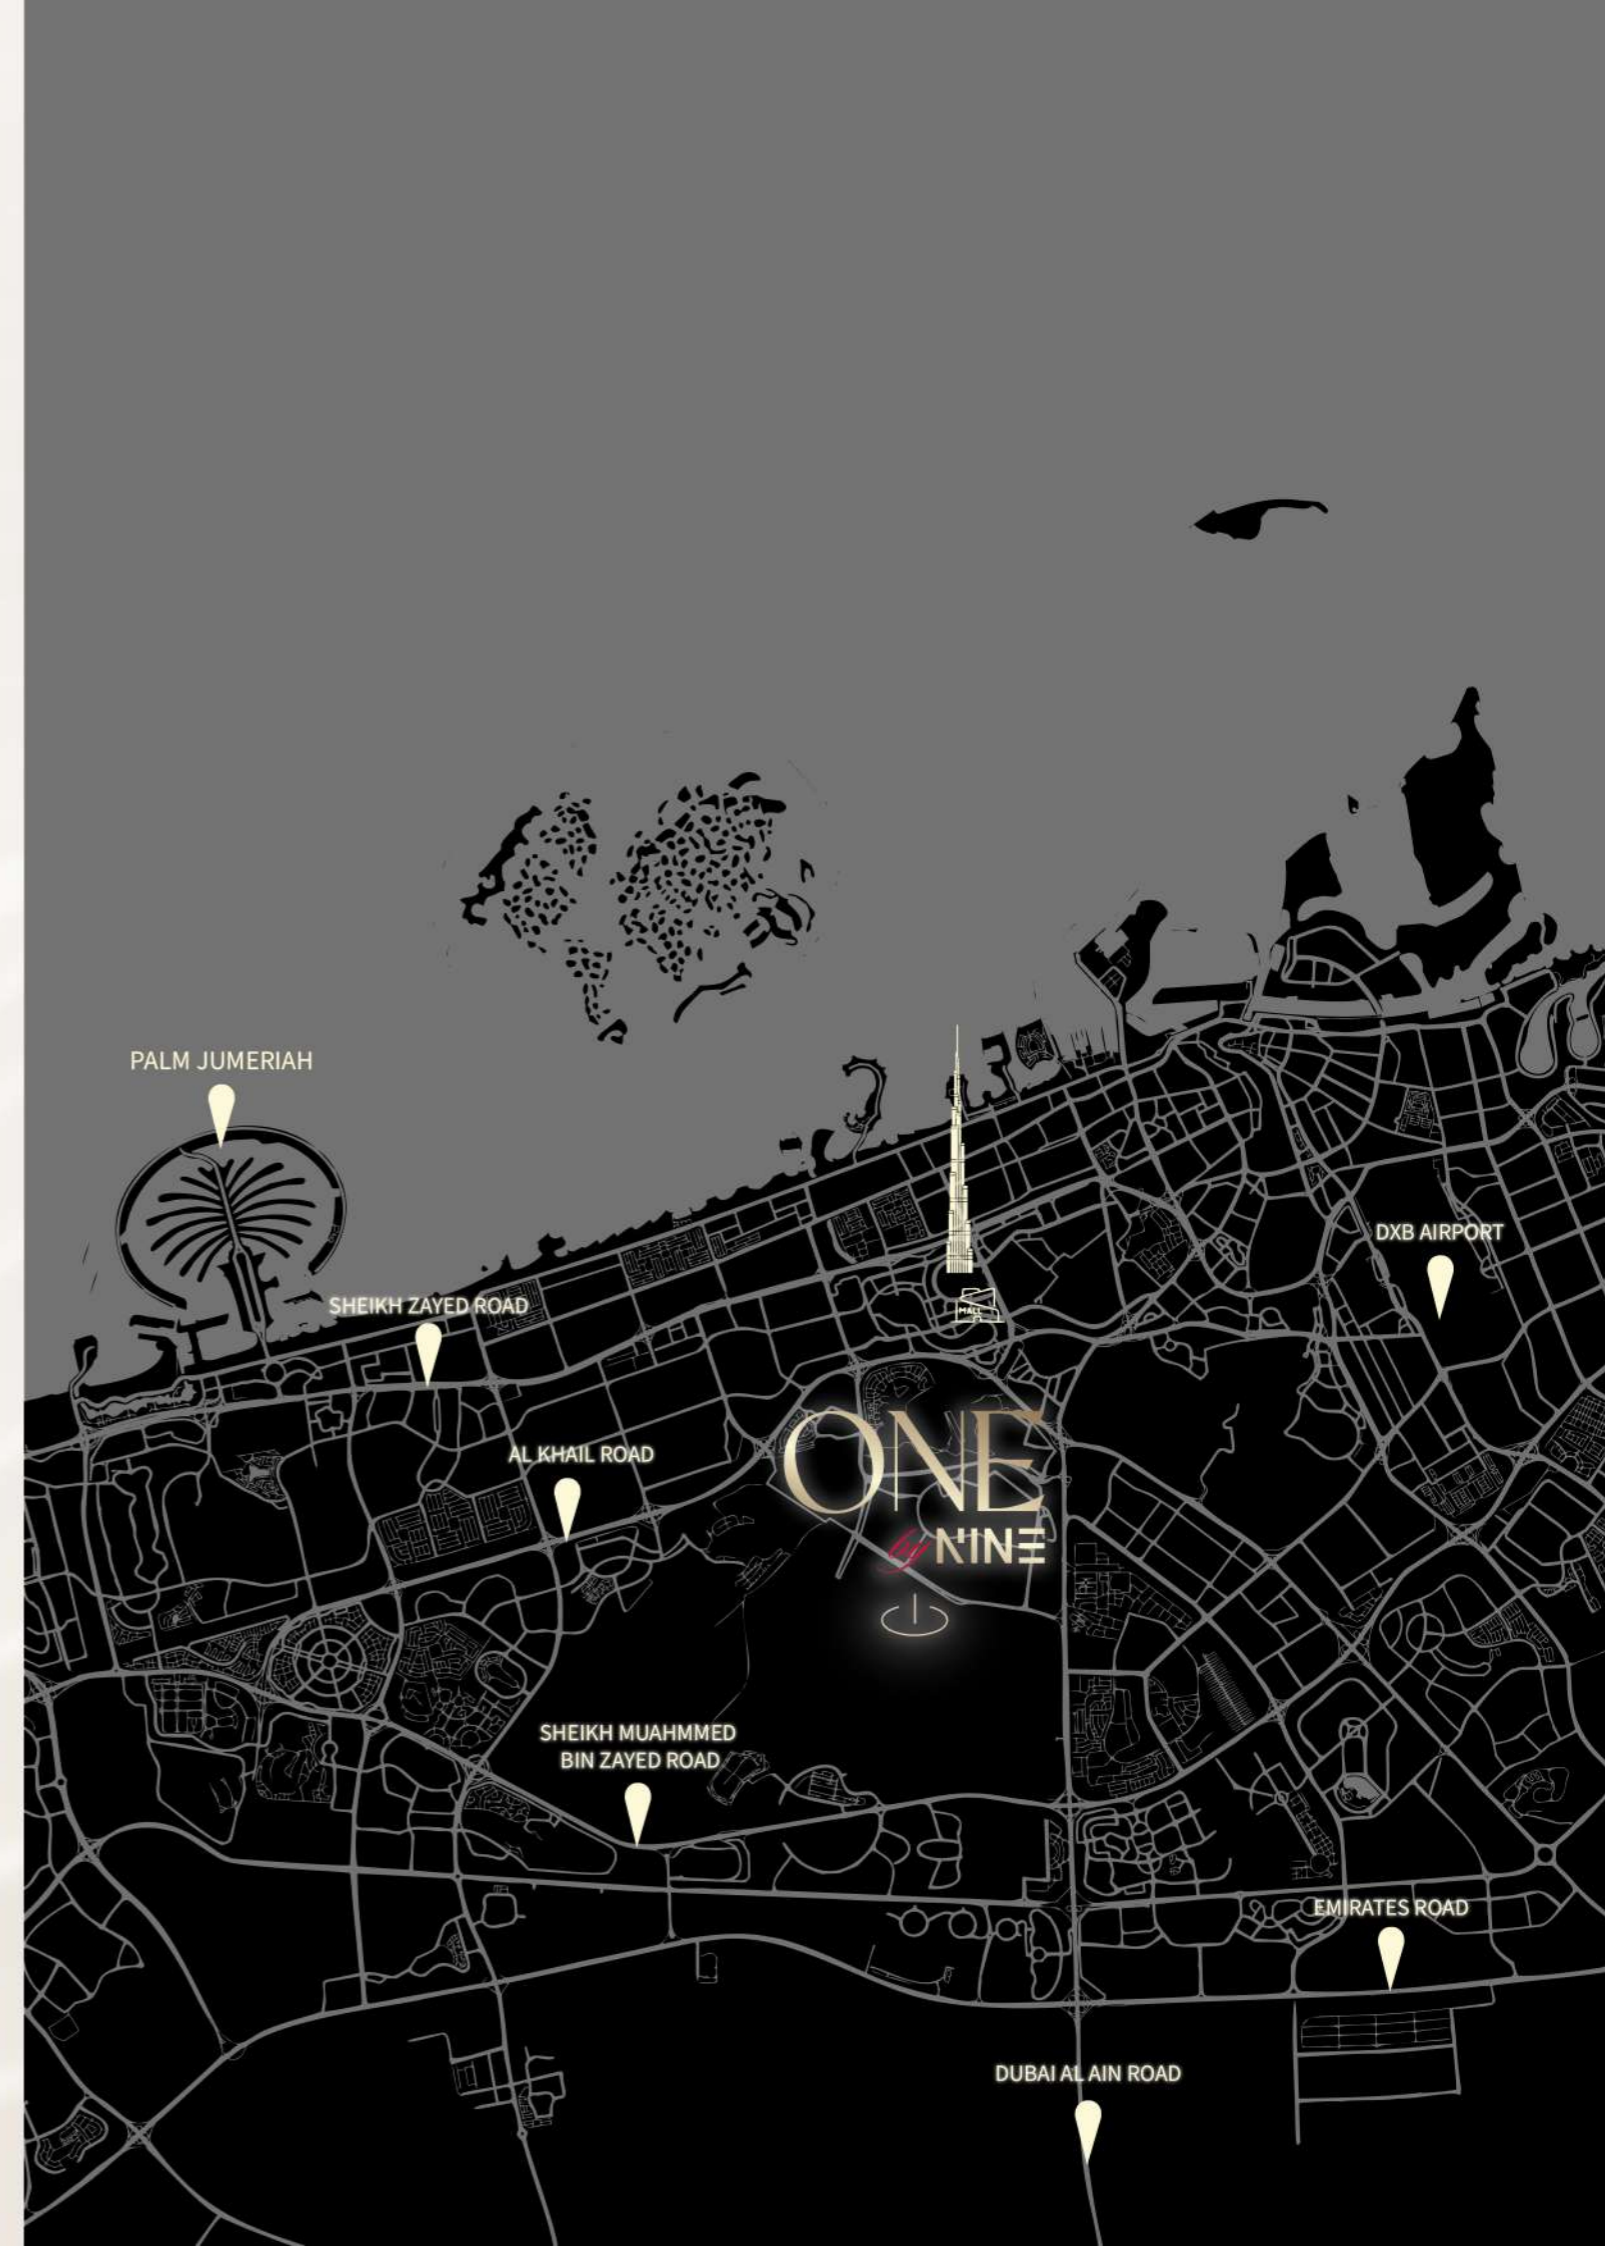 PALM JUMERIAH
DXB AIRPORT
SHEIKH ZAYED ROAD
MALL
ONE
by NINE
AL KHAIL ROAD
SHEIKH MUAHMMED
BIN ZAYED ROAD
EMIRATES ROAD
DUBAI AL AIN ROAD